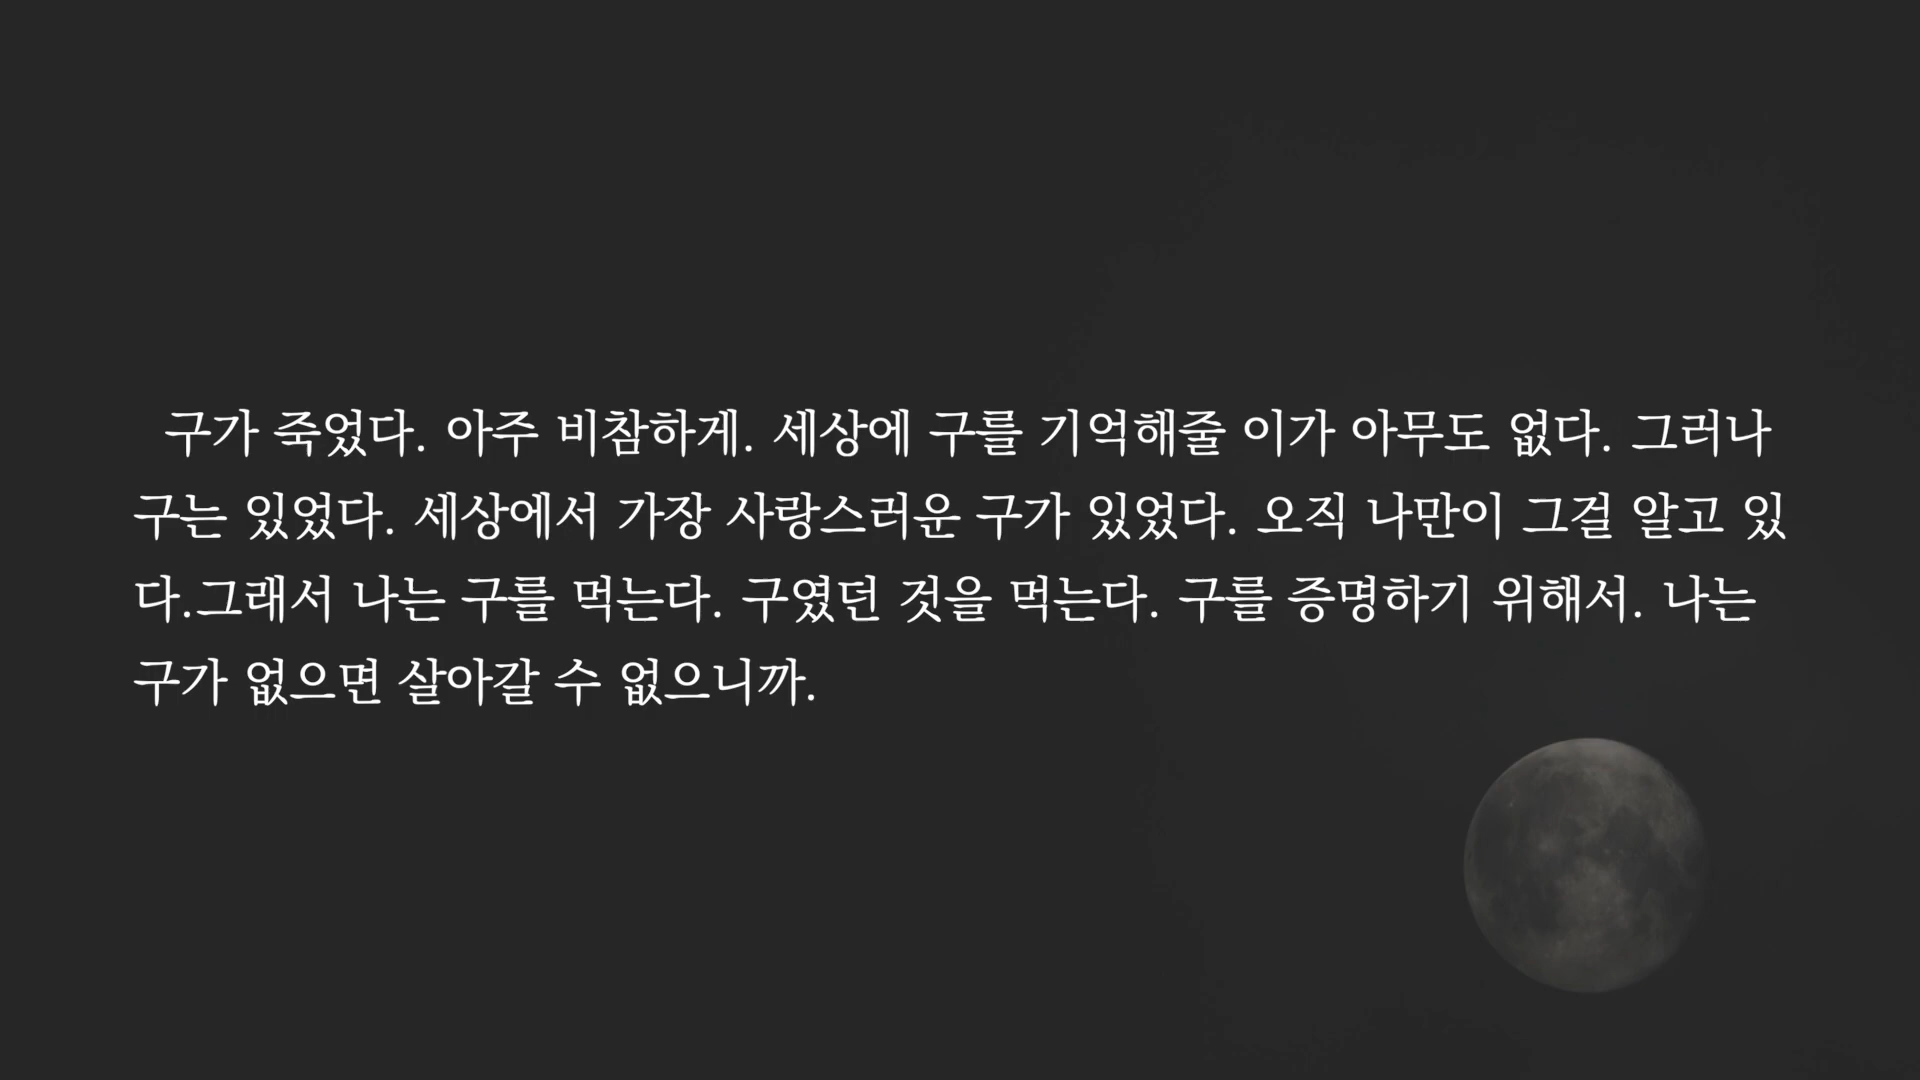 구가 죽었다. 아주 비참하게. 세상에 구를 기억해줄 이가 아무도 없다. 그러나
구는 있었다. 세상에서 가장 사랑스러운 구가 있었다. 오직 나만이 그걸 알고 있
다.그래서 나는 구를 먹는다. 구였던 것을 먹는다. 구를 증명하기 위해서. 나는
구가 없으면 살아갈 수 없으니까.